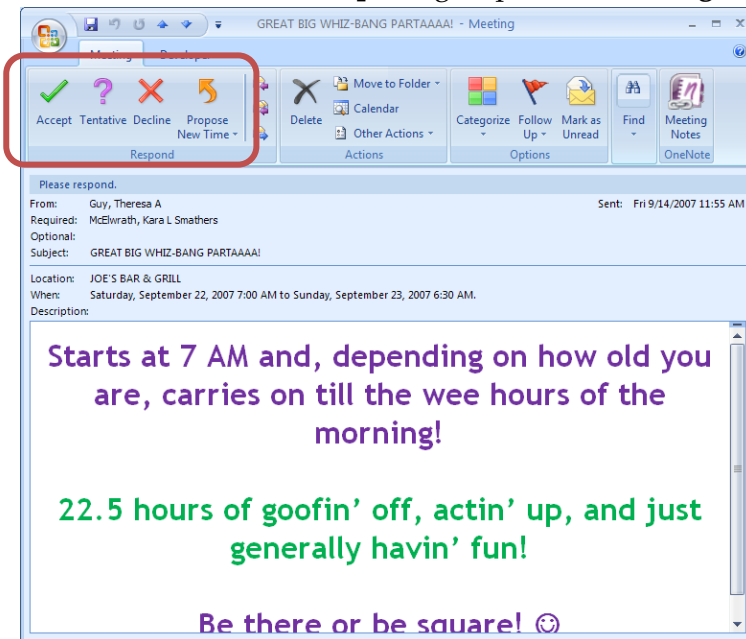 GREAT BIG WHIZ-BANG PARTAAAA! - Meeting
Meeting
Accept Tentative Decline Propose New Time
Delete
Move to Folder
Calendar
Other Actions
Categorize Follow Up Mark as Unread
Find
Meeting Notes
Respond Actions Options OneNote
Please respond.
From: Guy, Theresa A Sent: Fri 9/14/2007 11:55 AM
Required: McElwrath, Kara L Smathers
Optional:
Subject: GREAT BIG WHIZ-BANG PARTAAAA!
Location: JOE'S BAR & GRILL
When: Saturday, September 22, 2007 7:00 AM to Sunday, September 23, 2007 6:30 AM.
Description:
Starts at 7 AM and, depending on how old you
are, carries on till the wee hours of the
morning!
22.5 hours of goofin’ off, actin’ up, and just
generally havin’ fun!
Be there or be square! ☺